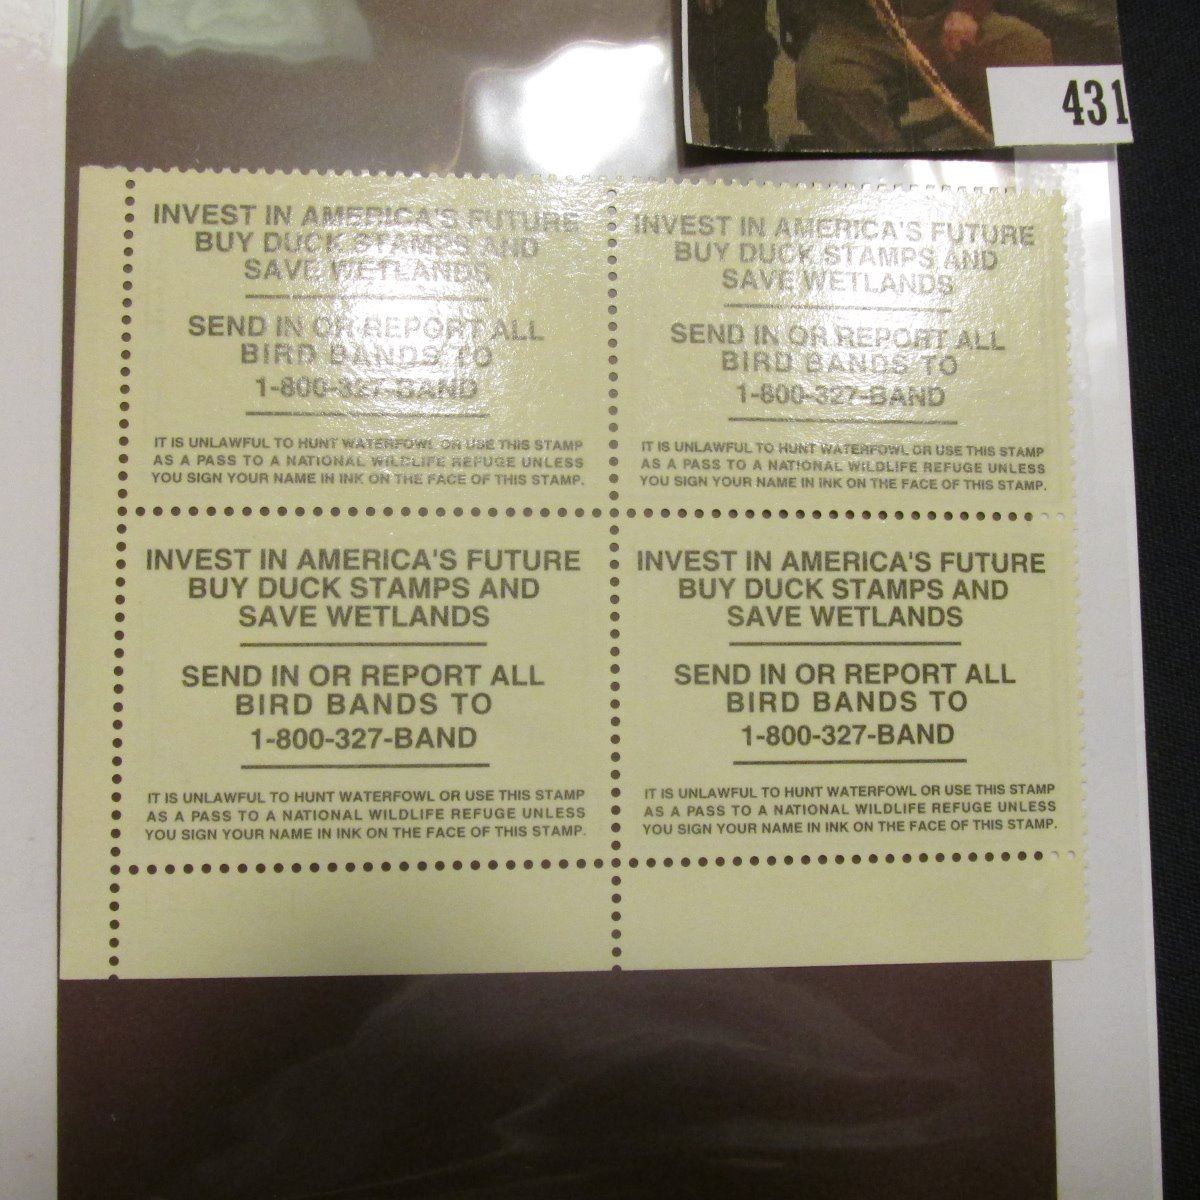 431
INVEST IN AMERICA'S FUTURE
BUY DUCK STAMPS AND
SAVE WETLANDS
SEND IN OR REPORT ALL
BIRD BANDS TO
1-800-327-BAND
IT IS UNLAWFUL TO HUNT WATERFOWL OR USE THIS STAMP
AS A PASS TO A NATIONAL WILDLIFE REFUGE UNLESS
YOU SIGN YOUR NAME IN INK ON THE FACE OF THIS STAMP.
INVEST IN AMERICA'S FUTURE
BUY DUCK STAMPS AND
SAVE WETLANDS
SEND IN OR REPORT ALL
BIRD BANDS TO
1-800-327-BAND
IT IS UNLAWFUL TO HUNT WATERFOWL OR USE THIS STAMP
AS A PASS TO A NATIONAL WILDLIFE REFUGE UNLESS
YOU SIGN YOUR NAME IN INK ON THE FACE OF THIS STAMP.
INVEST IN AMERICA'S FUTURE
BUY DUCK STAMPS AND
SAVE WETLANDS
SEND IN OR REPORT ALL
BIRD BANDS TO
1-800-327-BAND
IT IS UNLAWFUL TO HUNT WATERFOWL OR USE THIS STAMP
AS A PASS TO A NATIONAL WILDLIFE REFUGE UNLESS
YOU SIGN YOUR NAME IN INK ON THE FACE OF THIS STAMP.
INVEST IN AMERICA'S FUTURE
BUY DUCK STAMPS AND
SAVE WETLANDS
SEND IN OR REPORT ALL
BIRD BANDS TO
1-800-327-BAND
IT IS UNLAWFUL TO HUNT WATERFOWL OR USE THIS STAMP
AS A PASS TO A NATIONAL WILDLIFE REFUGE UNLESS
YOU SIGN YOUR NAME IN INK ON THE FACE OF THIS STAMP.